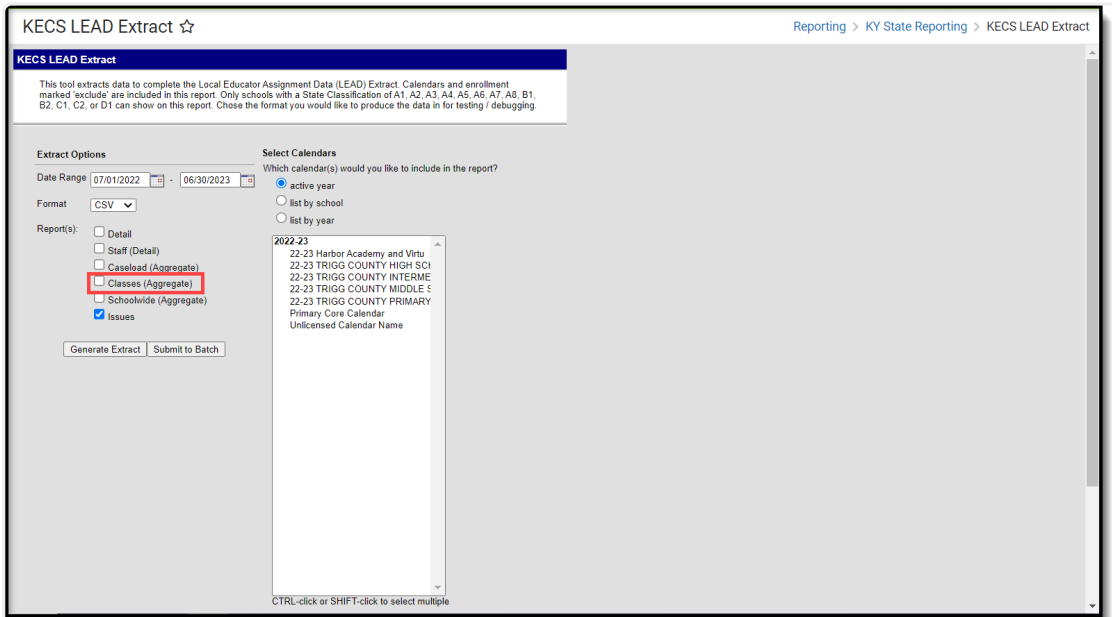 KECS LEAD Extract ☆
Reporting > KY State Reporting > KECS LEAD Extract
KECS LEAD Extract
This tool extracts data to complete the Local Educator Assignment Data (LEAD) Extract. Calendars and enrollment
marked 'exclude' are included in this report. Only schools with a State Classification of A1, A2, A3, A4, A5, A6, A7, A8, B1,
B2, C1, C2, or D1 can show on this report. Chose the format you would like to produce the data in for testing / debugging.
Extract Options
Date Range 07/01/2022 - 06/30/2023
Format CSV
Report(s): Detail
Staff (Detail)
Caseload (Aggregate)
Classes (Aggregate)
Schoolwide (Aggregate)
Issues
Generate Extract Submit to Batch
Select Calendars
Which calendar(s) would you like to include in the report?
active year
list by school
list by year
2022-23
22-23 Harbor Academy and Virtu
22-23 TRIGG COUNTY HIGH SCH
22-23 TRIGG COUNTY INTERME
22-23 TRIGG COUNTY MIDDLE S
22-23 TRIGG COUNTY PRIMARY
Primary Core Calendar
Unlicensed Calendar Name
CTRL-click or SHIFT-click to select multiple